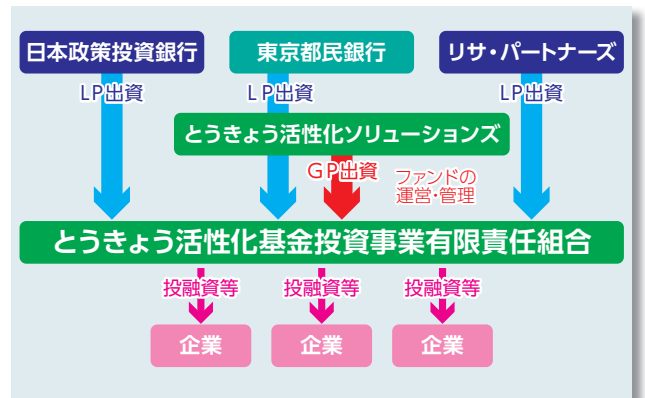 日本政策投資銀行
東京都民銀行
リサ・パートナーズ
LP出資
LP出資
LP出資
とうきょう活性化ソリューションズ
GP出資
ファンドの
運営・管理
とうきょう活性化基金投資事業有限責任組合
投融資等
投融資等
投融資等
企業
企業
企業